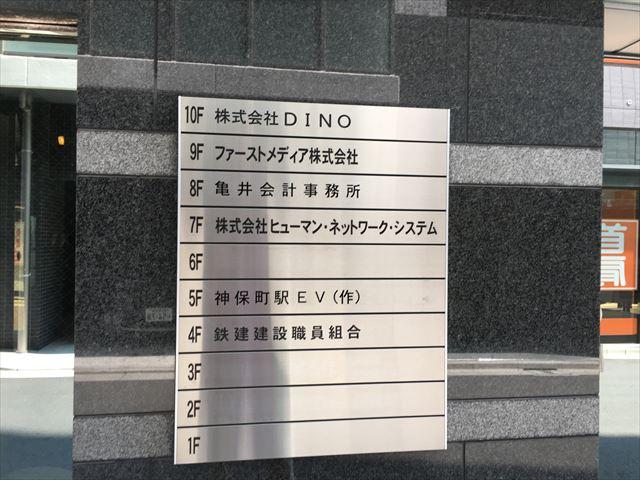 10F 株式会社DINO
9F ファーストメディア株式会社
8F 亀井会計事務所
7F 株式会社ヒューマン・ネットワーク・システム
6F
5F 神保町駅EV(作)
4F 鉄建建設職員組合
3F
2F
1F